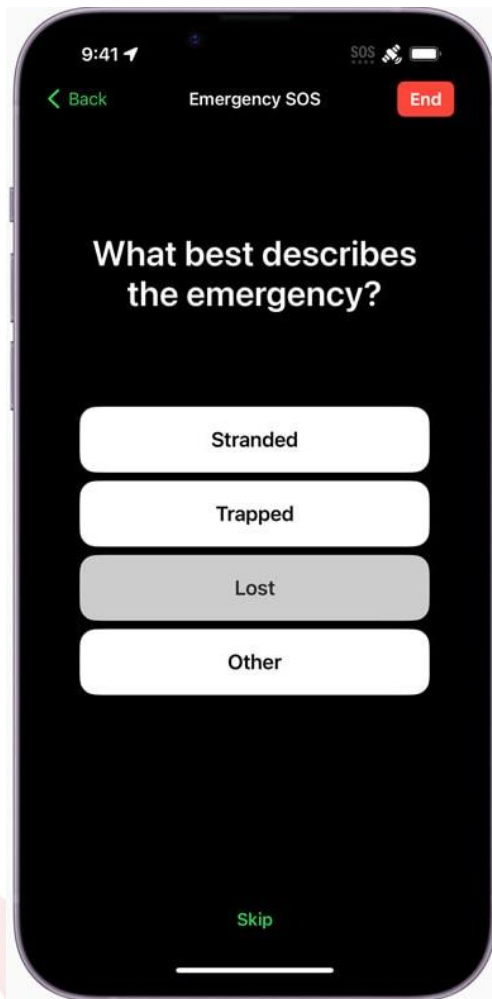 9:41
SOS
Back
Emergency SOS
End
What best describes
the emergency?
Stranded
Trapped
Lost
Other
Skip